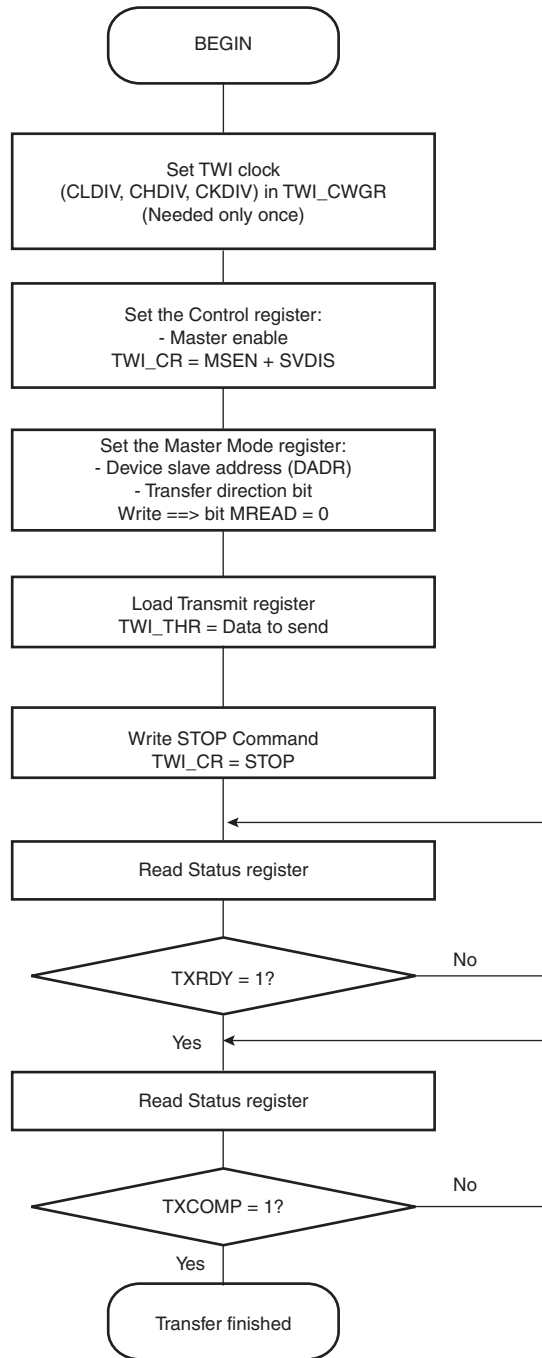 BEGIN
Set TWI clock
(CLDIV, CHDIV, CKDIV) in TWI_CWGR
(Needed only once)
Set the Control register:
- Master enable
TWI_CR = MSEN + SVDIS
Set the Master Mode register:
- Device slave address (DADR)
- Transfer direction bit
Write ==> bit MREAD = 0
Load Transmit register
TWI_THR = Data to send
Write STOP Command
TWI_CR = STOP
Read Status register
No
TXRDY = 1?
Yes
Read Status register
No
TXCOMP = 1?
Yes
Transfer finished